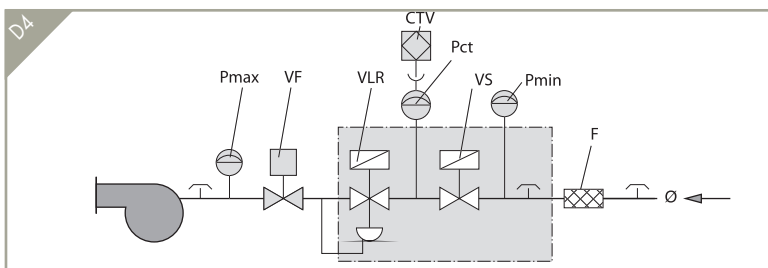 D4
CTV
Pct
Pmax VF VLR VS Pmin
F
Ø